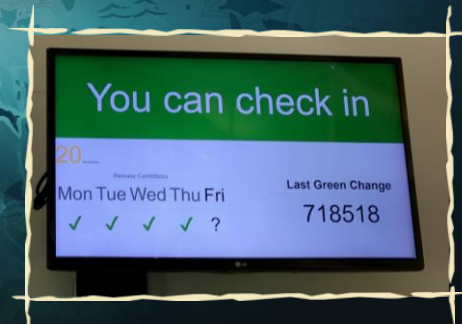 You can check in
20
Release Candidates
Mon Tue Wed Thu Fri
✓ ✓ ✓ ✓ ?
Last Green Change
718518
LG